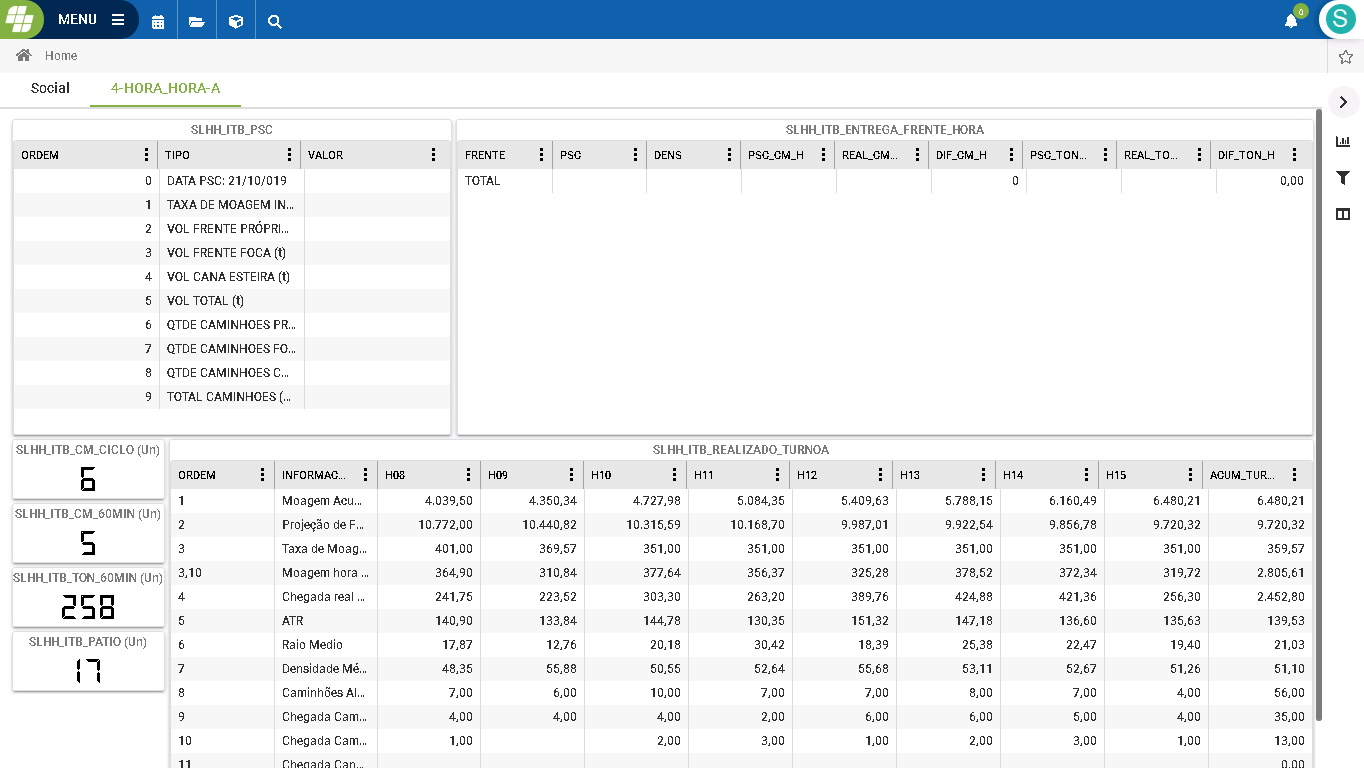 MENU
0
S
Home
Social 4-HORA_HORA-A
SLHH_ITB_PSC
ORDEM TIPO VALOR
0 DATA PSC: 21/10/019
1 TAXA DE MOAGEM IN...
2 VOL FRENTE PRÓPRI...
3 VOL FRENTE FOCA (t)
4 VOL CANA ESTEIRA (t)
5 VOL TOTAL (t)
6 QTDE CAMINHOES PR...
7 QTDE CAMINHOES FO...
8 QTDE CAMINHOES C...
9 TOTAL CAMINHOES (...
SLHH_ITB_ENTREGA_FRENTE_HORA
FRENTE PSC DENS PSC_CM_H REAL_CM... DIF_CM_H PSC_TON... REAL_TO... DIF_TON_H
TOTAL 0 0,00
SLHH_ITB_CM_CICLO (Un)
6
SLHH_ITB_CM_60MIN (Un)
5
SLHH_ITB_TON_60MIN (Un)
258
SLHH_ITB_PATIO (Un)
17
SLHH_ITB_REALIZADO_TURNOA
ORDEM INFORMAC... H08 H09 H10 H11 H12 H13 H14 H15 ACUM_TUR...
1 Moagem Acu... 4.039,50 4.350,34 4.727,98 5.084,35 5.409,63 5.788,15 6.160,49 6.480,21 6.480,21
2 Projeção de F... 10.772,00 10.440,82 10.315,59 10.168,70 9.987,01 9.922,54 9.856,78 9.720,32 9.720,32
3 Taxa de Moag... 401,00 369,57 351,00 351,00 351,00 351,00 351,00 351,00 359,57
3,10 Moagem hora ... 364,90 310,84 377,64 356,37 325,28 378,52 372,34 319,72 2.805,61
4 Chegada real ... 241,75 223,52 303,30 263,20 389,76 424,88 421,36 256,30 2.452,80
5 ATR 140,90 133,84 144,78 130,35 151,32 147,18 136,60 135,63 139,53
6 Raio Medio 17,87 12,76 20,18 30,42 18,39 25,38 22,47 19,40 21,03
7 Densidade Mé... 48,35 55,88 50,55 52,64 55,68 53,11 52,67 51,26 51,10
8 Caminhões Al... 7,00 6,00 10,00 7,00 7,00 8,00 7,00 4,00 56,00
9 Chegada Cam... 4,00 4,00 4,00 2,00 6,00 6,00 5,00 4,00 35,00
10 Chegada Cam... 1,00 2,00 3,00 1,00 2,00 3,00 1,00 13,00
11 Chegada Can... 0,00